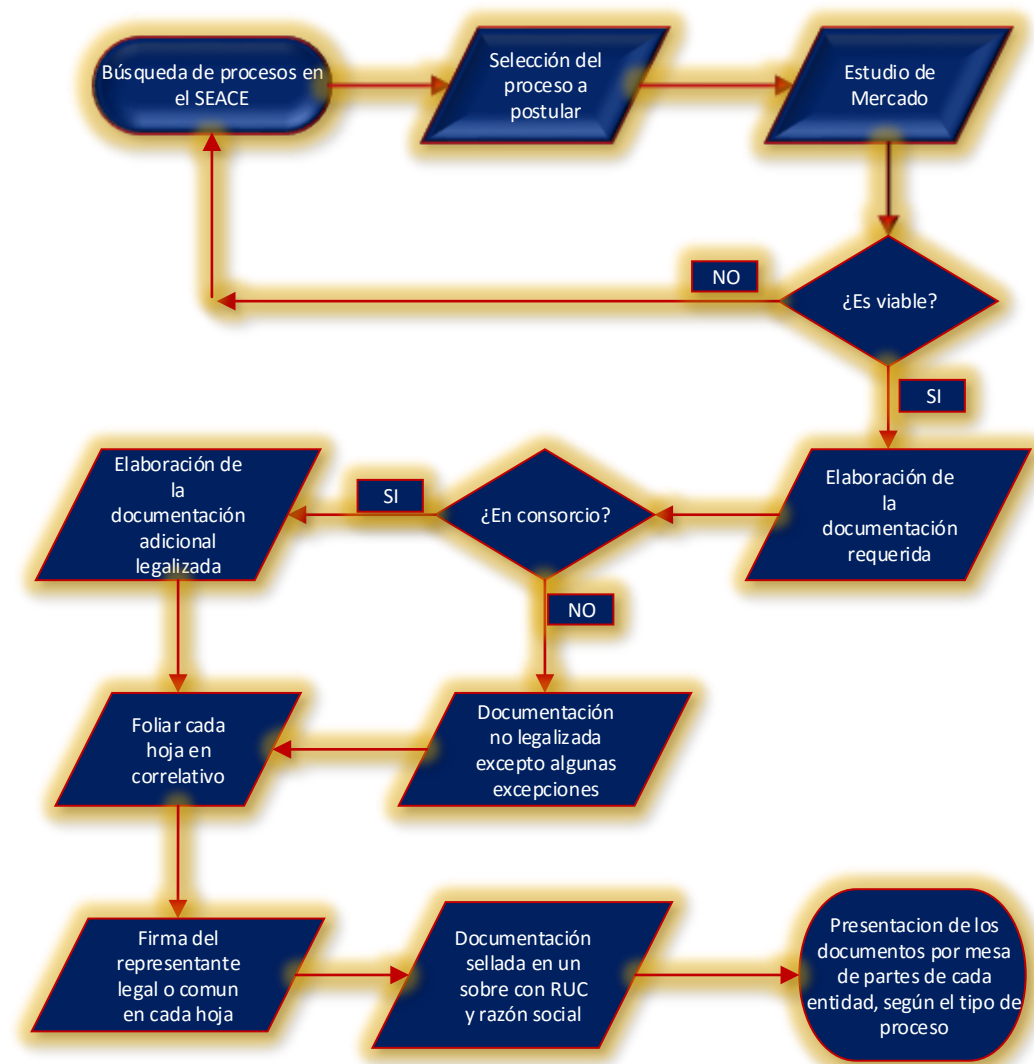 Búsqueda de procesos en
el SEACE
Selección del
proceso a
postular
Estudio de
Mercado
NO
¿Es viable?
SI
Elaboración de
la
documentación
adicional
legalizada
SI
¿En consorcio?
Elaboración de
la
documentación
requerida
NO
Foliar cada
hoja en
correlativo
Documentación
no legalizada
excepto algunas
excepciones
Firma del
representante
legal o comun
en cada hoja
Documentación
sellada en un
sobre con RUC
y razón social
Presentacion de los
documentos por mesa
de partes de cada
entidad, según el tipo de
proceso